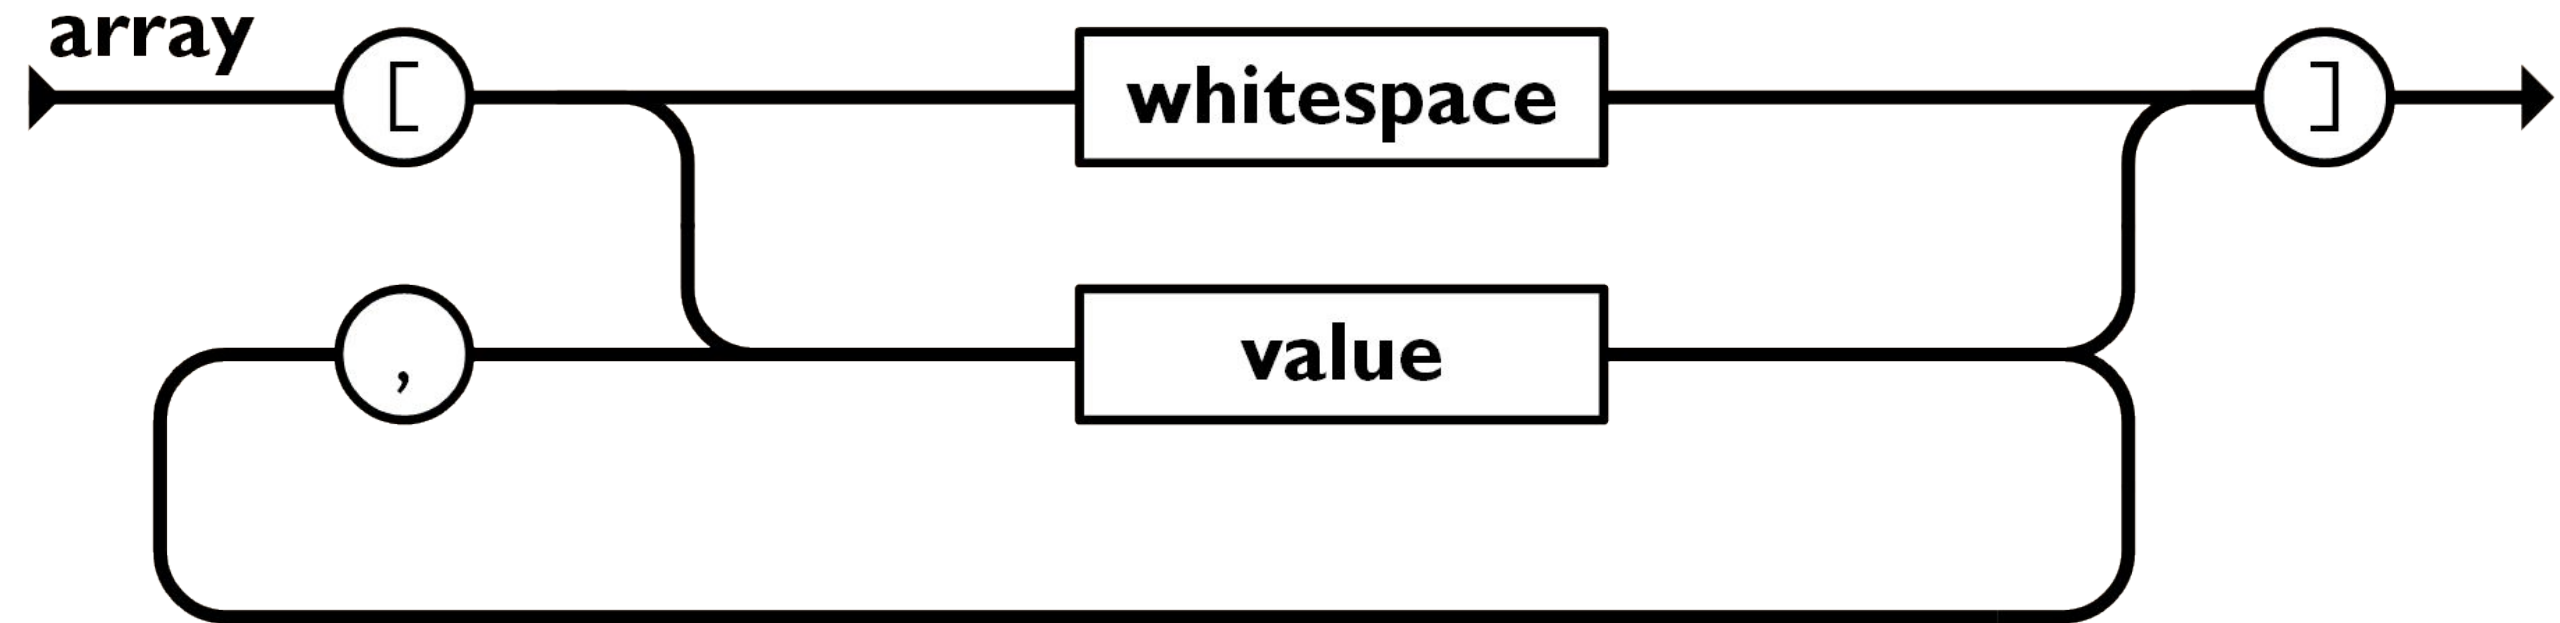 array
[ whitespace ]
, value